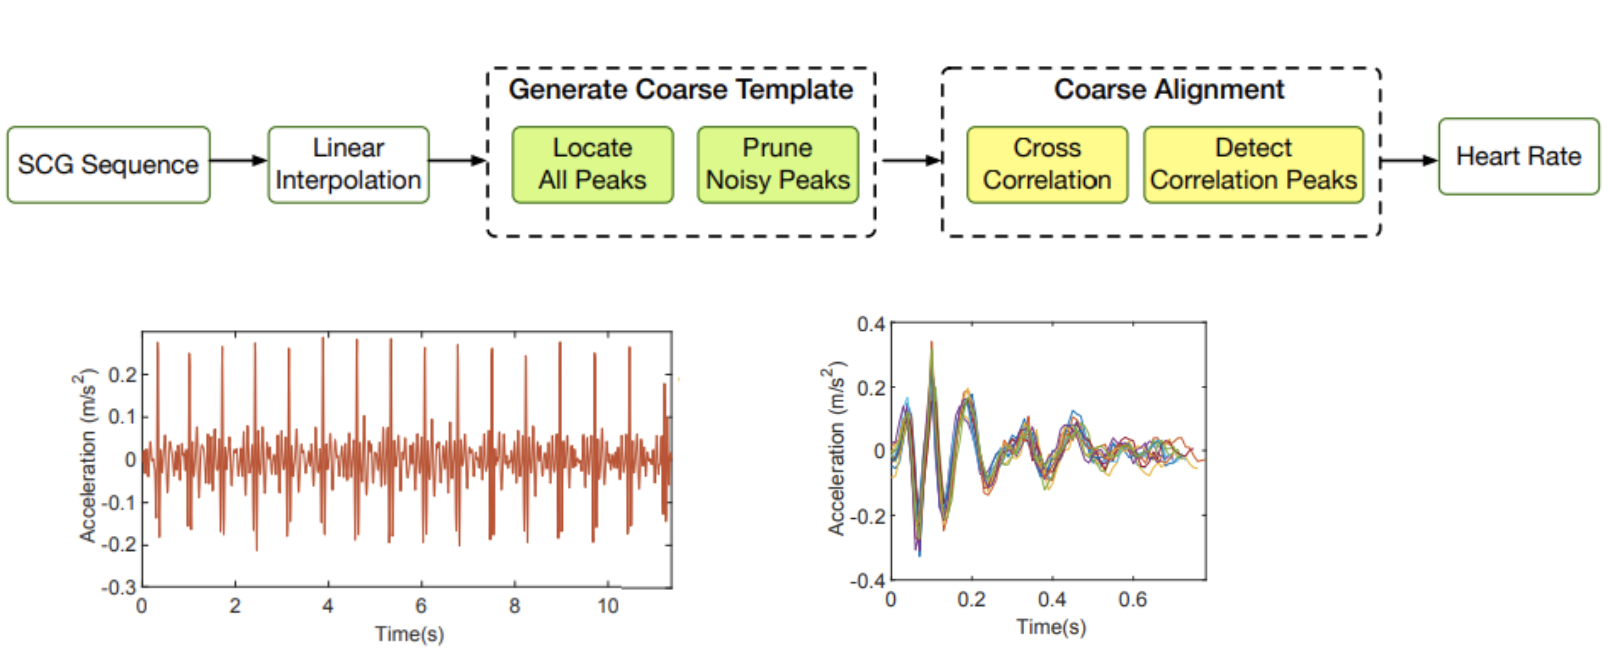 Generate Coarse Template
Coarse Alignment
SCG Sequence
Linear
Interpolation
Locate
All Peaks
Prune
Noisy Peaks
Cross
Correlation
Detect
Correlation Peaks
Heart Rate
Acceleration (m/s²)
0.2
0.1
0
-0.1
-0.2
-0.3
0 2 4 6 8 10
Time(s)
Acceleration (m/s²)
0.4
0.2
0
-0.2
-0.4
0 0.2 0.4 0.6
Time(s)